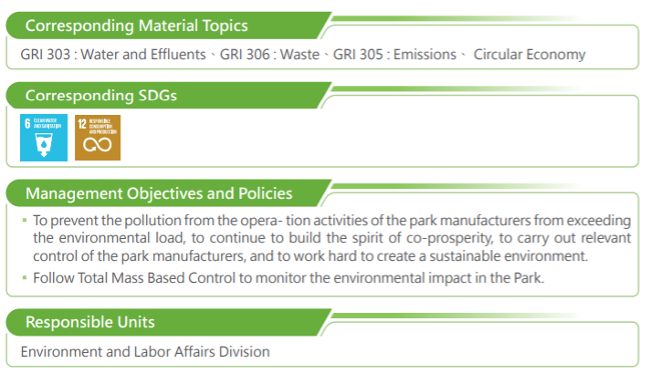 Corresponding Material Topics
GRI 303 : Water and Effluents、GRI 306 : Waste、GRI 305 : Emissions、 Circular Economy
Corresponding SDGs
6 CLEAN WATER
AND SANITATION
12 RESPONSIBLE
CONSUMPTION
AND PRODUCTION
Management Objectives and Policies
▪ To prevent the pollution from the opera- tion activities of the park manufacturers from exceeding
the environmental load, to continue to build the spirit of co-prosperity, to carry out relevant
control of the park manufacturers, and to work hard to create a sustainable environment.
▪ Follow Total Mass Based Control to monitor the environmental impact in the Park.
Responsible Units
Environment and Labor Affairs Division